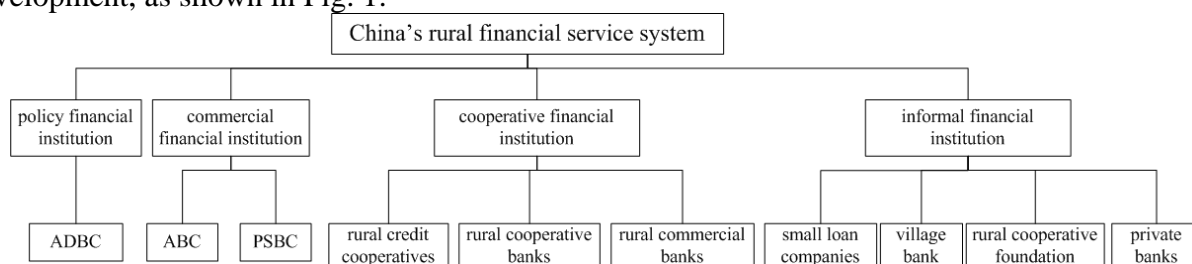 velopment, as shown in Fig. 1.
China's rural financial service system
policy financial
institution
commercial
financial institution
cooperative financial
institution
informal financial
institution
ADBC
ABC
PSBC
rural credit
cooperatives
rural cooperative
banks
rural commercial
banks
small loan
companies
village
bank
rural cooperative
foundation
private
banks